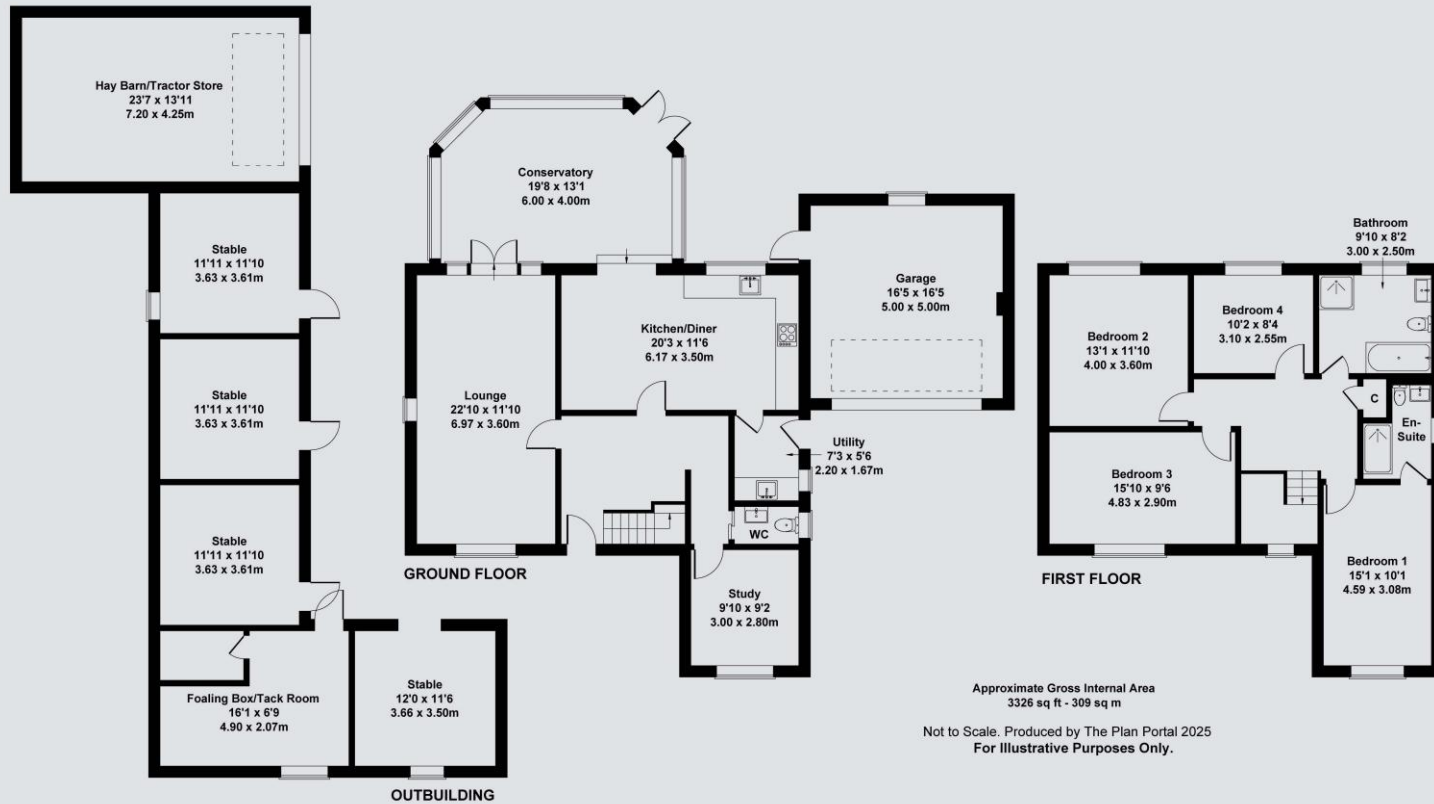 Hay Barn/Tractor Store
23'7 x 13'11
7.20 x 4.25m
Stable
11'11 x 11'10
3.63 x 3.61m
Stable
11'11 x 11'10
3.63 x 3.61m
Stable
11'11 x 11'10
3.63 x 3.61m
Foaling Box/Tack Room
16'1 x 6'9
4.90 x 2.07m
Stable
12'0 x 11'6
3.66 x 3.50m
OUTBUILDING
Conservatory
19'8 x 13'1
6.00 x 4.00m
Lounge
22'10 x 11'10
6.97 x 3.60m
Kitchen/Diner
20'3 x 11'6
6.17 x 3.50m
Garage
16'5 x 16'5
5.00 x 5.00m
Utility
7'3 x 5'6
2.20 x 1.67m
WC
Study
9'10 x 9'2
3.00 x 2.80m
GROUND FLOOR
Bathroom
9'10 x 8'2
3.00 x 2.50m
Bedroom 2
13'1 x 11'10
4.00 x 3.60m
Bedroom 4
10'2 x 8'4
3.10 x 2.55m
C
En-
Suite
Bedroom 3
15'10 x 9'6
4.83 x 2.90m
Bedroom 1
15'1 x 10'1
4.59 x 3.08m
FIRST FLOOR
Approximate Gross Internal Area
3326 sq ft - 309 sq m
Not to Scale. Produced by The Plan Portal 2025
For Illustrative Purposes Only.